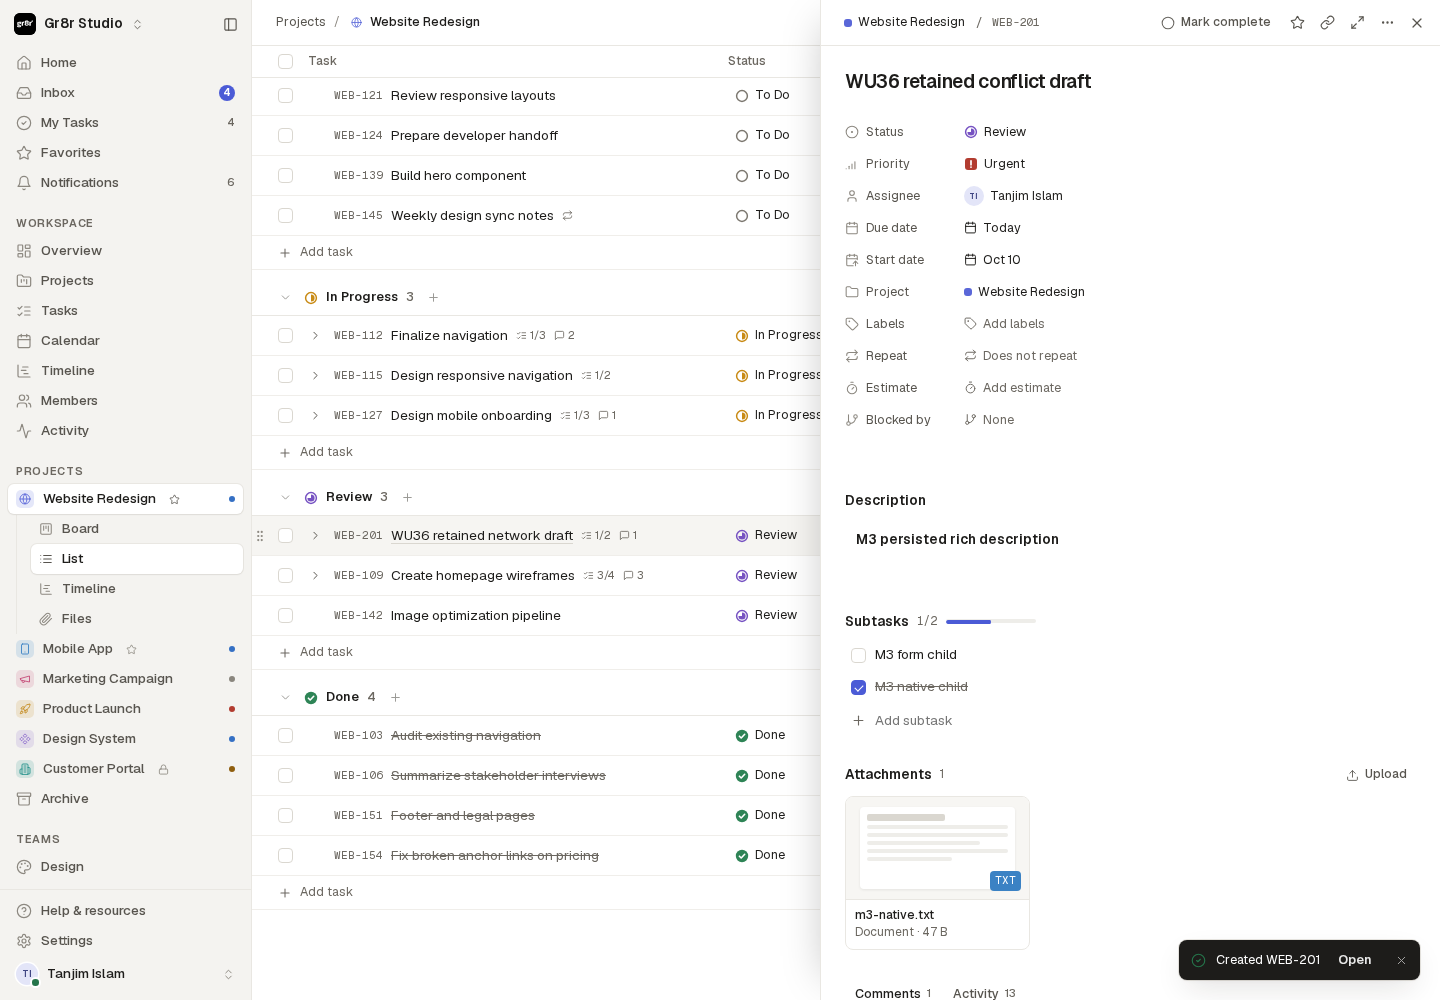 gr8r Gr8r Studio
Home
Inbox 4
My Tasks 4
Favorites
Notifications 6
WORKSPACE
Overview
Projects
Tasks
Calendar
Timeline
Members
Activity
PROJECTS
Website Redesign
Board
List
Timeline
Files
Mobile App
Marketing Campaign
Product Launch
Design System
Customer Portal
Archive
TEAMS
Design
Help & resources
Settings
TI Tanjim Islam
Projects / Website Redesign
Task Status
WEB-121 Review responsive layouts To Do
WEB-124 Prepare developer handoff To Do
WEB-139 Build hero component To Do
WEB-145 Weekly design sync notes To Do
Add task
In Progress 3
WEB-112 Finalize navigation 1/3 2 In Progress
WEB-115 Design responsive navigation 1/2 In Progress
WEB-127 Design mobile onboarding 1/3 1 In Progress
Add task
Review 3
WEB-201 WU36 retained network draft 1/2 1 Review
WEB-109 Create homepage wireframes 3/4 3 Review
WEB-142 Image optimization pipeline Review
Add task
Done 4
WEB-103 Audit existing navigation Done
WEB-106 Summarize stakeholder interviews Done
WEB-151 Footer and legal pages Done
WEB-154 Fix broken anchor links on pricing Done
Add task
Website Redesign / WEB-201 Mark complete
WU36 retained conflict draft
Status Review
Priority Urgent
Assignee TI Tanjim Islam
Due date Today
Start date Oct 10
Project Website Redesign
Labels Add labels
Repeat Does not repeat
Estimate Add estimate
Blocked by None
Description
M3 persisted rich description
Subtasks 1/2
M3 form child
M3 native child
Add subtask
Attachments 1 Upload
TXT
m3-native.txt
Document · 47 B
Created WEB-201 Open
Comments 1 Activity 13